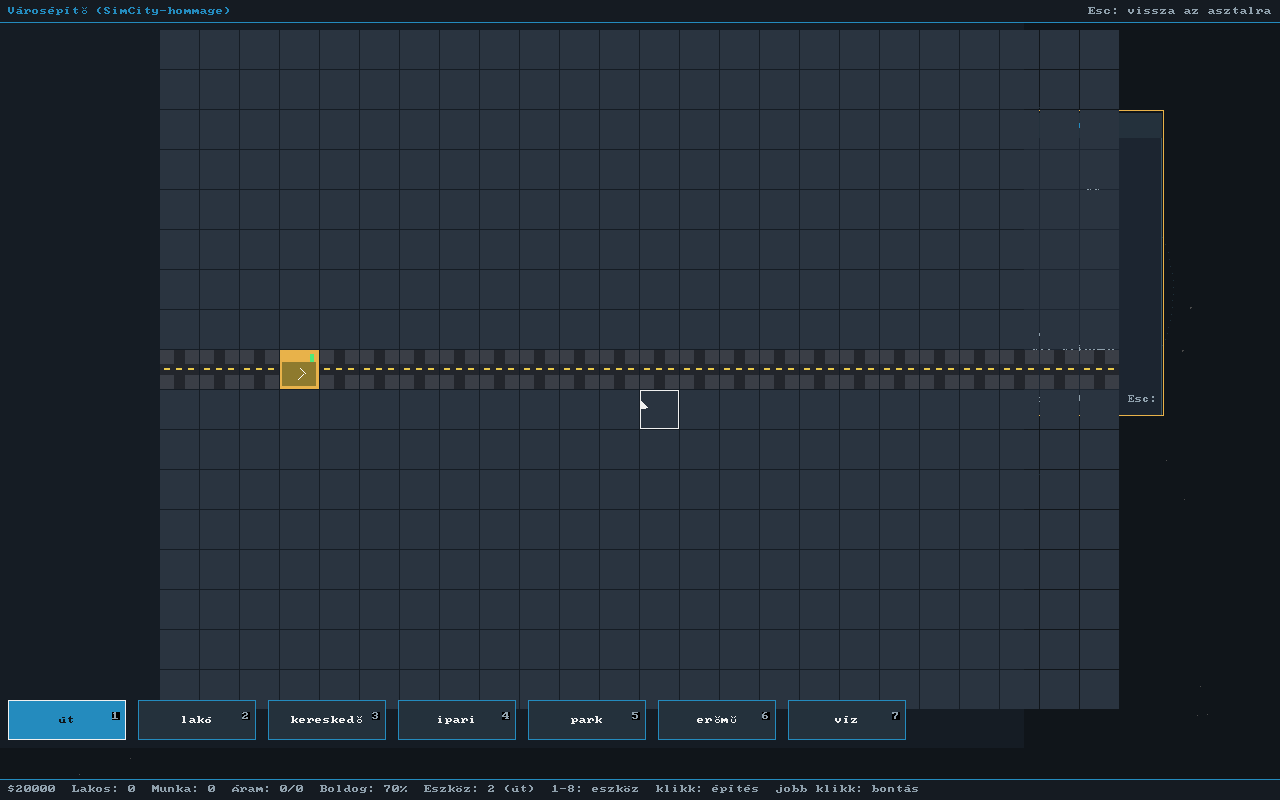 Városépítő (SimCity-hommage)
Esc: vissza az asztalra
Esc:
út 1
lakó 2
kereskedő 3
ipari 4
park 5
erőmű 6
víz 7
$20000 Lakos: 0 Munka: 0 Áram: 0/0 Boldog: 70% Eszköz: 2 (út) 1-8: eszköz klikk: építés jobb klikk: bontás